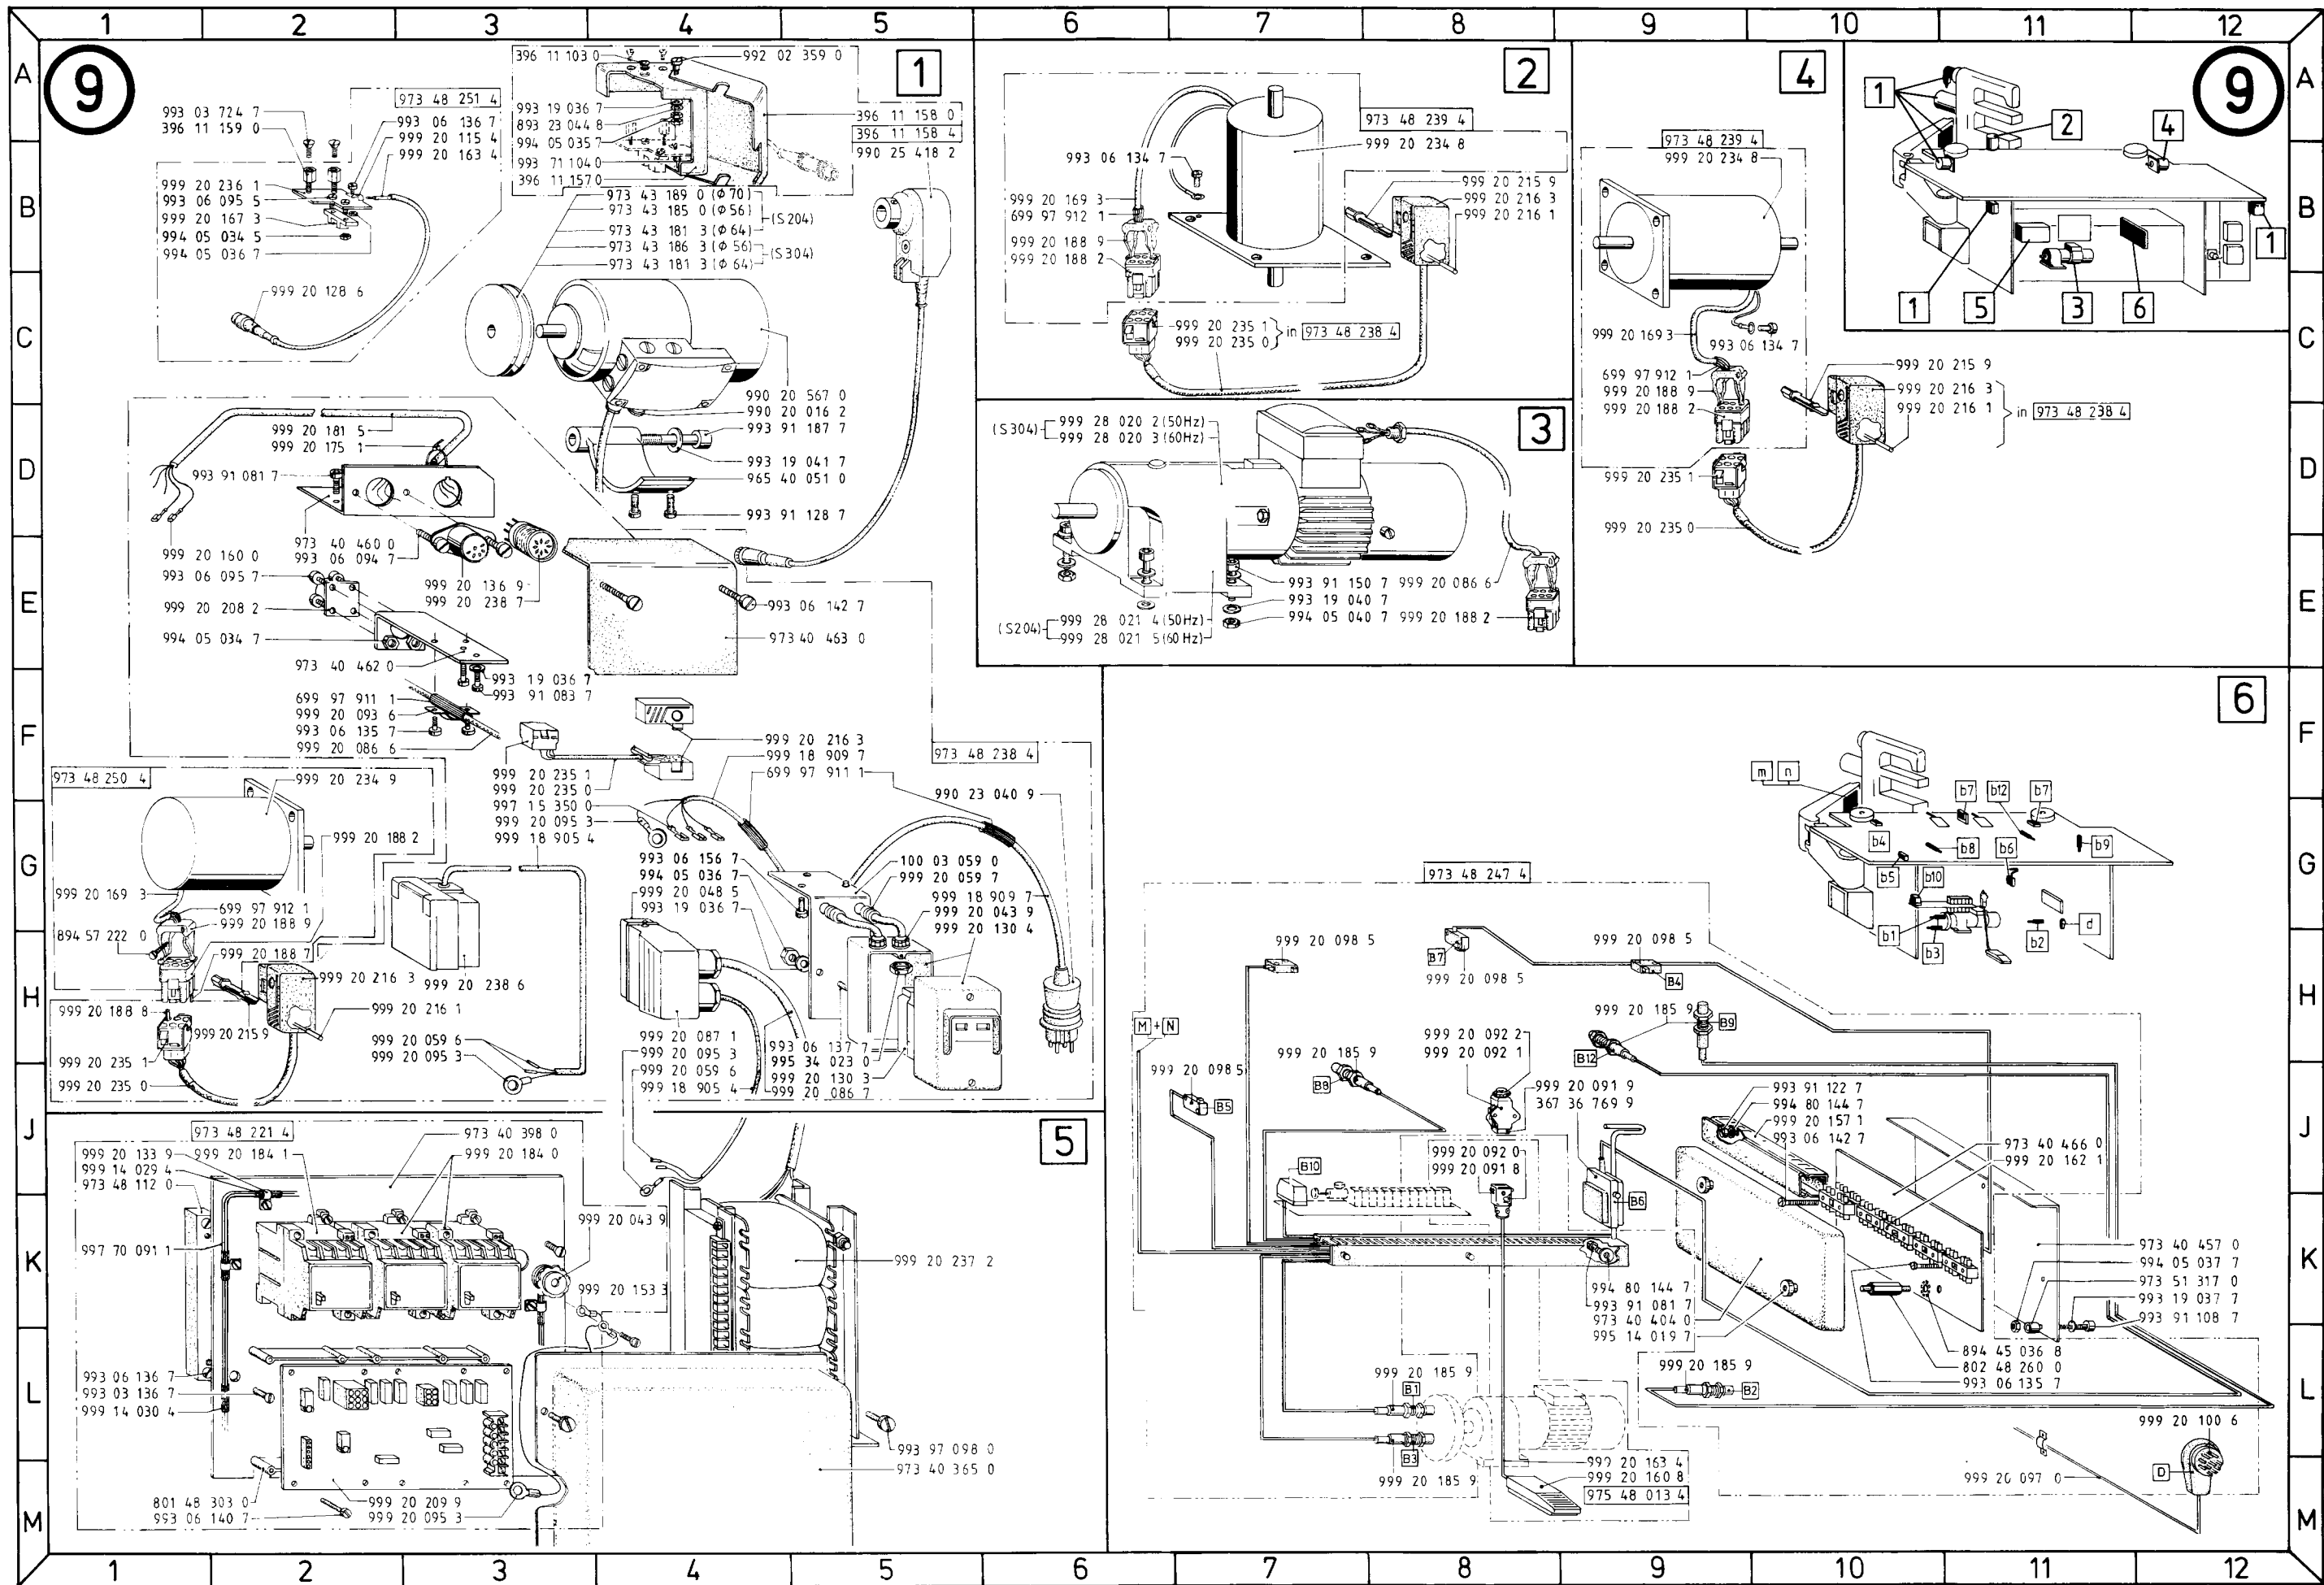 1 2 3 4 5 6 7 8 9 10 11 12
A
B
C
D
E
F
G
H
J
K
L
M
9
1
973 48 251 4
993 03 724 7
396 11 159 0
993 06 136 7
999 20 115 4
999 20 163 4
999 20 236 1
993 06 095 5
999 20 167 3
994 05 034 5
994 05 036 7
999 20 128 6
396 11 103 0
992 02 359 0
993 19 036 7
893 23 044 8
994 05 035 7
993 71 104 0
396 11 157 0
396 11 158 0
396 11 158 4
990 25 418 2
973 43 189 0 (Φ 70)
973 43 185 0 (Φ 56)
973 43 181 3 (Φ 64)
(S204)
973 43 186 3 (Φ 56)
973 43 181 3 (Φ 64)
(S304)
990 20 567 0
990 20 016 2
993 91 187 7
993 19 041 7
965 40 051 0
993 91 128 7
999 20 181 5
999 20 175 1
993 91 081 7
999 20 160 0
973 40 460 0
993 06 094 7
993 06 095 7
999 20 136 9
999 20 238 7
999 20 208 2
994 05 034 7
973 40 462 0
993 06 142 7
973 40 463 0
993 19 036 7
993 91 083 7
699 97 911 1
999 20 093 6
993 06 135 7
999 20 086 6
999 20 216 3
999 18 909 7
699 97 911 1
973 48 238 4
999 20 235 1
999 20 235 0
997 15 350 0
999 20 095 3
999 18 905 4
990 23 040 9
973 48 250 4
999 20 234 9
999 20 188 2
999 20 169 3
699 97 912 1
999 20 188 9
894 57 222 0
999 20 188 7
999 20 216 3
999 20 238 6
999 20 188 8
999 20 215 9
999 20 216 1
999 20 235 1
999 20 235 0
999 20 059 6
999 20 095 3
993 06 156 7
994 05 036 7
999 20 048 5
993 19 036 7
100 03 059 0
999 20 059 7
999 18 909 7
999 20 043 9
999 20 130 4
999 20 087 1
999 20 095 3
999 20 059 6
999 18 905 4
993 06 137 7
995 34 023 0
999 20 130 3
999 20 086 7
2
973 48 239 4
999 20 234 8
993 06 134 7
999 20 169 3
699 97 912 1
999 20 188 9
999 20 188 2
999 20 215 9
999 20 216 3
999 20 216 1
999 20 235 1
999 20 235 0
in 973 48 238 4
3
(S304)
999 28 020 2 (50Hz)
999 28 020 3 (60Hz)
993 91 150 7
999 20 086 6
993 19 040 7
994 05 040 7
999 20 188 2
(S204)
999 28 021 4 (50Hz)
999 28 021 5 (60 Hz)
4
973 48 239 4
999 20 234 8
999 20 169 3
993 06 134 7
699 97 912 1
999 20 188 9
999 20 188 2
999 20 215 9
999 20 216 3
999 20 216 1
in 973 48 238 4
999 20 235 1
999 20 235 0
9
1
2
4
1
1
5
3
6
5
973 48 221 4
973 40 398 0
999 20 133 9
999 20 184 1
999 20 184 0
999 14 029 4
973 48 112 0
997 70 091 1
999 20 043 9
999 20 153 3
999 20 237 2
993 06 136 7
993 03 136 7
999 14 030 4
801 48 303 0
993 06 140 7
999 20 209 9
999 20 095 3
993 97 098 0
973 40 365 0
6
m n
b7 b12 b7
b4
b8
b9
b5
b6
b10
b1
b3
b2
d
973 48 247 4
999 20 098 5
B7
999 20 098 5
999 20 098 5
B4
M + N
999 20 185 9
B9
B12
999 20 092 2
999 20 092 1
999 20 185 9
B8
999 20 098 5
B5
999 20 091 9
367 36 769 9
999 20 092 0
999 20 091 8
B10
B6
993 91 122 7
994 80 144 7
999 20 157 1
993 06 142 7
973 40 466 0
999 20 162 1
973 40 457 0
994 05 037 7
973 51 317 0
993 19 037 7
993 91 108 7
994 80 144 7
993 91 081 7
973 40 404 0
995 14 019 7
894 45 036 8
802 48 260 0
993 06 135 7
999 20 185 9
B1
B3
999 20 185 9
999 20 185 9
B2
999 20 163 4
999 20 160 8
975 48 013 4
999 20 100 6
D
999 20 097 0
1 2 3 4 5 6 7 8 9 10 11 12